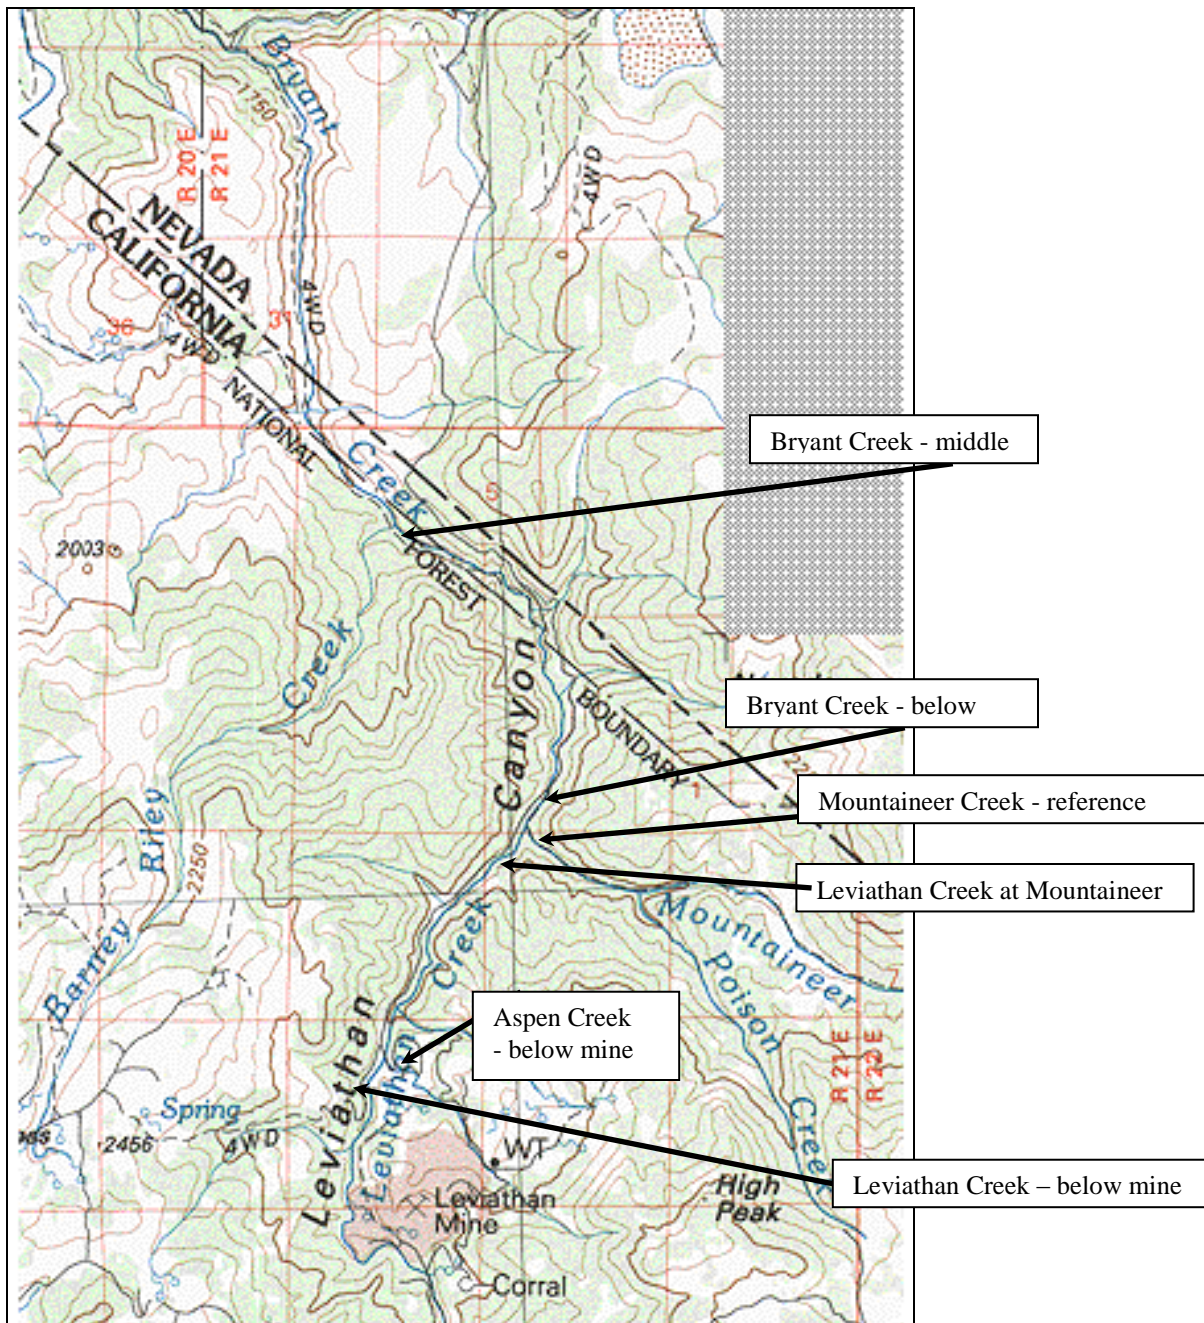 Bryant
1750
R 20 E
R 21 E
4WD
NEVADA
CALIFORNIA
36
31
4WD
4WD
NATIONAL
Bryant Creek - middle
Creek
5
2003
FOREST
Creek
Canyon
Bryant Creek - below
BOUNDARY
1
Mountaineer Creek - reference
Riley
2250
Leviathan Creek at Mountaineer
Mountaineer
Creek
Poison
Barney
Aspen Creek
- below mine
Leviathan
Leviathan
R 21 E
R 22 E
Spring
2456
4WD
WT
Creek
Leviathan Creek – below mine
High
Peak
Leviathan
Mine
Corral